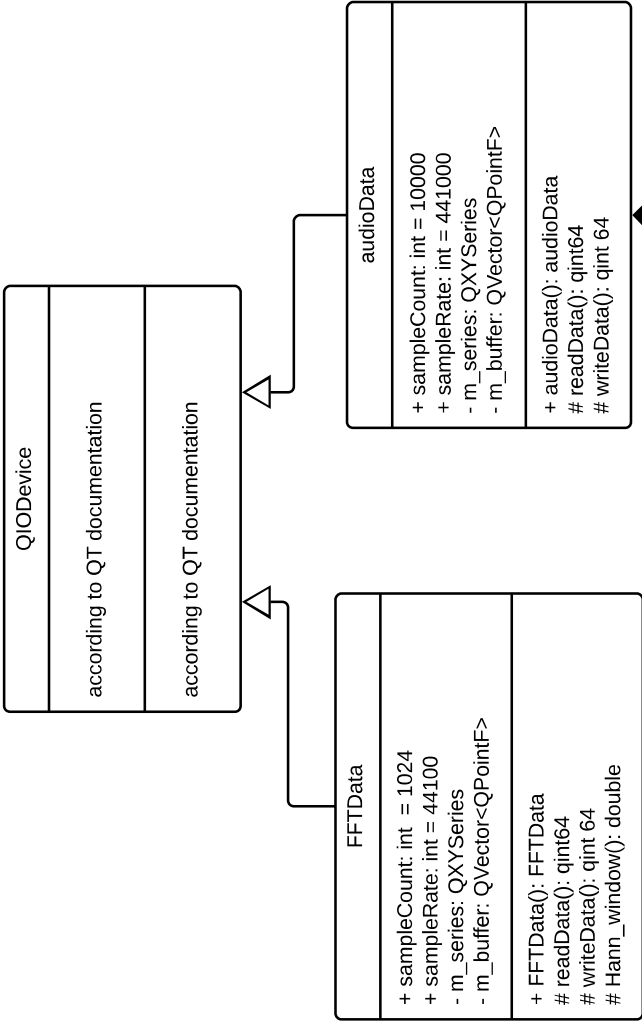 QIODevice
according to QT documentation
according to QT documentation
FFTData
+ sampleCount: int  = 1024
+ sampleRate: int = 44100
- m_series: QXYSeries
- m_buffer: QVector<QPointF>
+ FFTData(): FFTData
# readData(): qint64
# writeData(): qint 64
# Hann_window(): double
audioData
+ sampleCount: int = 10000
+ sampleRate: int = 441000
- m_series: QXYSeries
- m_buffer: QVector<QPointF>
+ audioData(): audioData
# readData(): qint64
# writeData(): qint 64